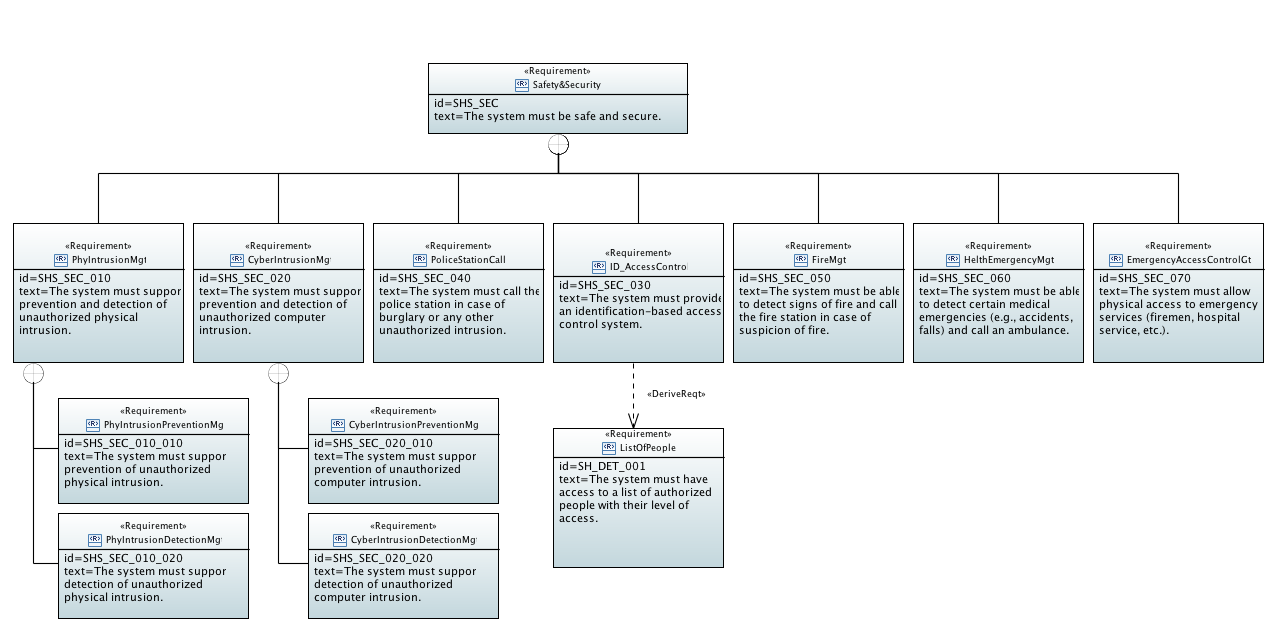 «Requirement»
Safety&Security
id=SHS_SEC
text=The system must be safe and secure.
«Requirement»
PhyIntrusionMgt
id=SHS_SEC_010
text=The system must suppor
prevention and detection of
unauthorized physical
intrusion.
«Requirement»
CyberIntrusionMg
id=SHS_SEC_020
text=The system must suppor
prevention and detection of
unauthorized computer
intrusion.
«Requirement»
PoliceStationCall
id=SHS_SEC_040
text=The system must call the
police station in case of
burglary or any other
unauthorized intrusion.
«Requirement»
ID_AccessControl
id=SHS_SEC_030
text=The system must provide
an identification-based access
control system.
«Requirement»
FireMgt
id=SHS_SEC_050
text=The system must be able
to detect signs of fire and call
the fire station in case of
suspicion of fire.
«Requirement»
HelthEmergencyMgt
id=SHS_SEC_060
text=The system must be able
to detect certain medical
emergencies (e.g., accidents,
falls) and call an ambulance.
«Requirement»
EmergencyAccessControlGt
id=SHS_SEC_070
text=The system must allow
physical access to emergency
services (firemen, hospital
service, etc.).
«Requirement»
PhyIntrusionPreventionMg
id=SHS_SEC_010_010
text=The system must suppor
prevention of unauthorized
physical intrusion.
«Requirement»
PhyIntrusionDetectionMg
id=SHS_SEC_010_020
text=The system must suppor
detection of unauthorized
physical intrusion.
«Requirement»
CyberIntrusionPreventionMg
id=SHS_SEC_020_010
text=The system must suppor
prevention of unauthorized
computer intrusion.
«Requirement»
CyberIntrusionDetectionMg
id=SHS_SEC_020_020
text=The system must suppor
detection of unauthorized
computer intrusion.
«DeriveReqt»
«Requirement»
ListOfPeople
id=SH_DET_001
text=The system must have
access to a list of authorized
people with their level of
access.